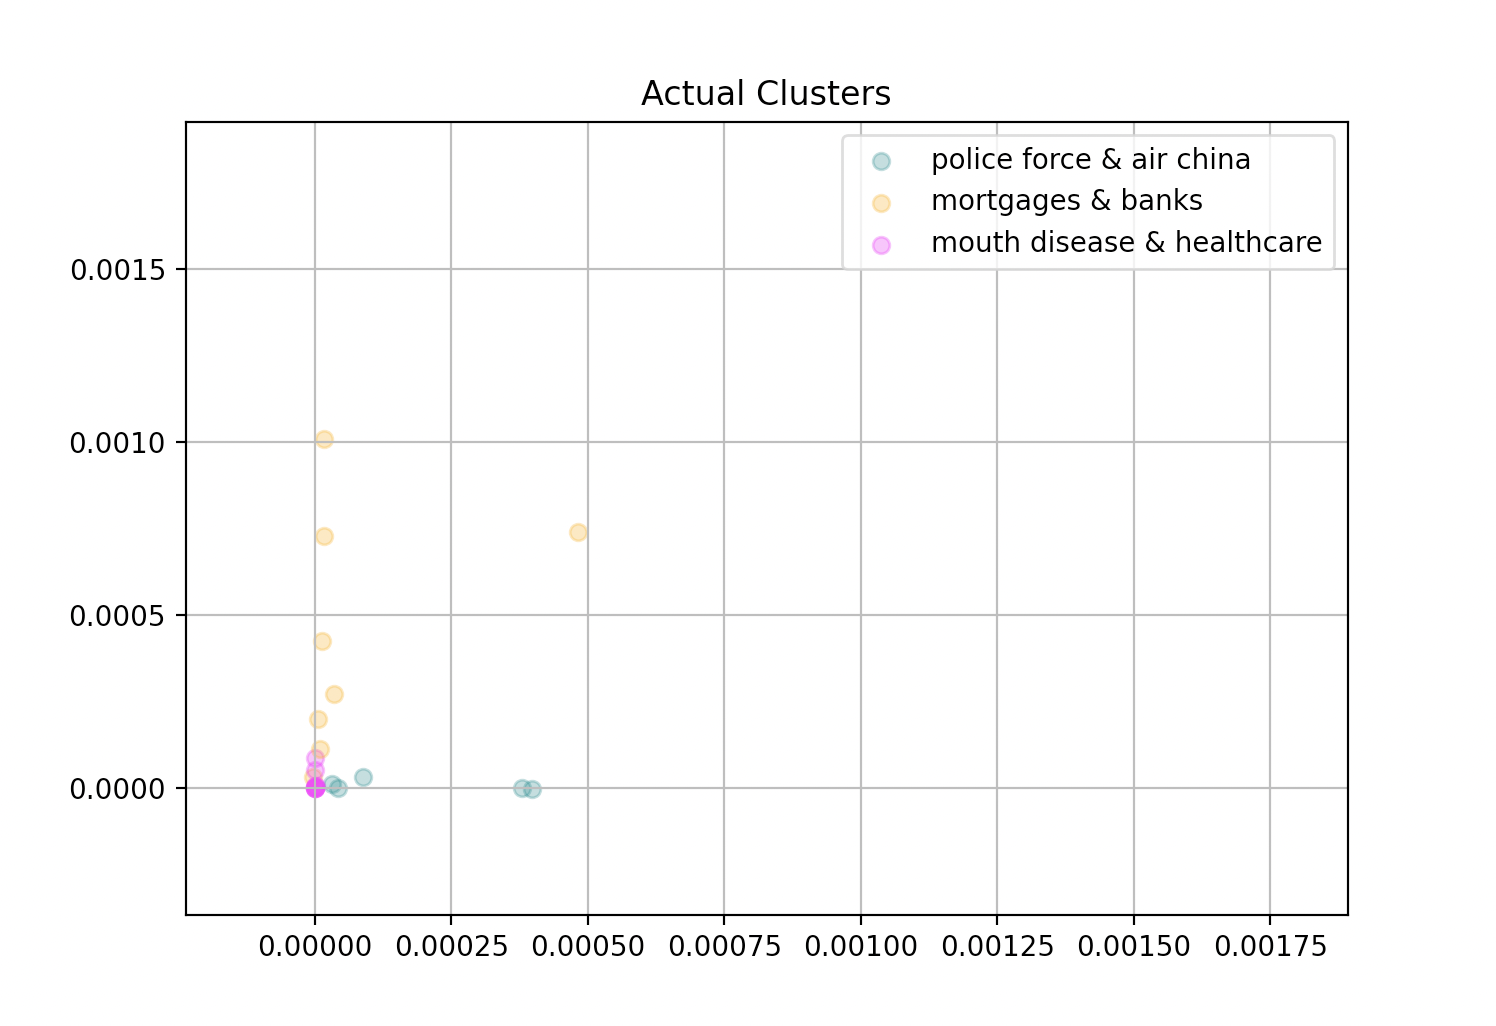 Actual Clusters
police force & air china
mortgages & banks
mouth disease & healthcare
0.0015
0.0010
0.0005
0.0000
0.00000 0.00025 0.00050 0.00075 0.00100 0.00125 0.00150 0.00175